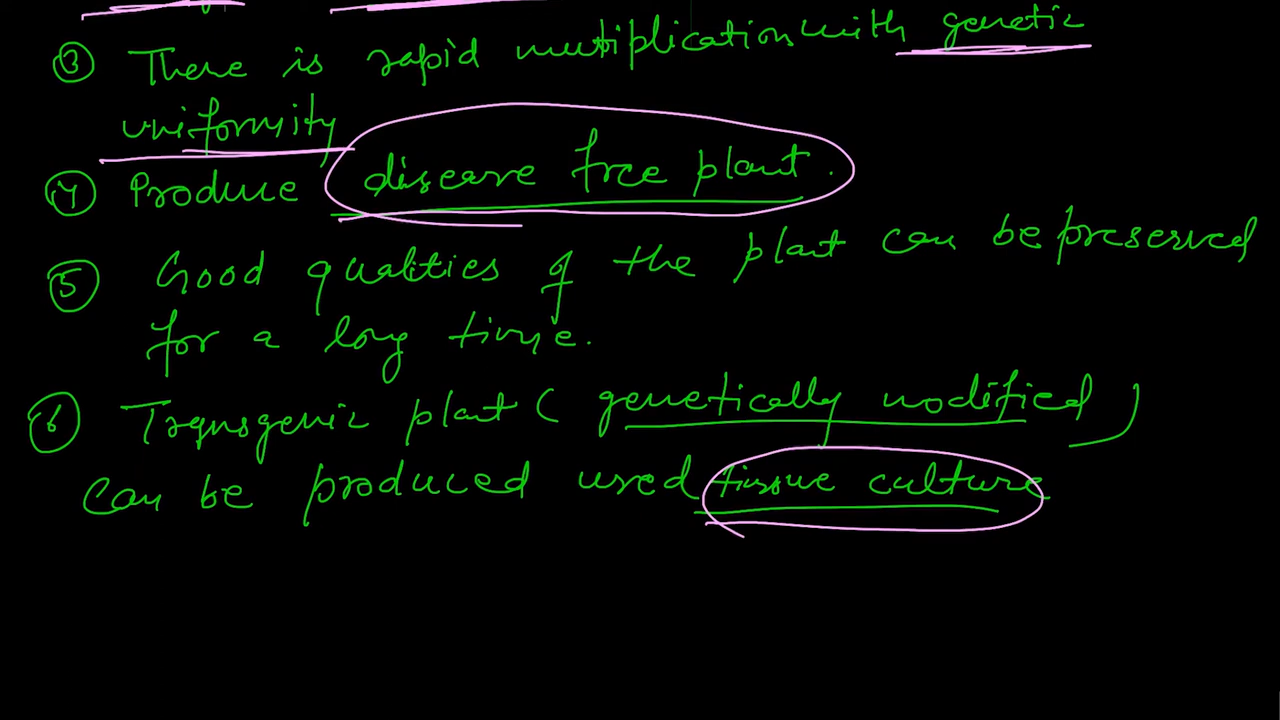 ③ There is rapid multiplication with genetic
uniformity
④ Produce disease free plant.
⑤ Good qualities of the plant can be preserved
for a long time.
⑥ Transgenic plant (genetically modified)
can be produced used tissue culture